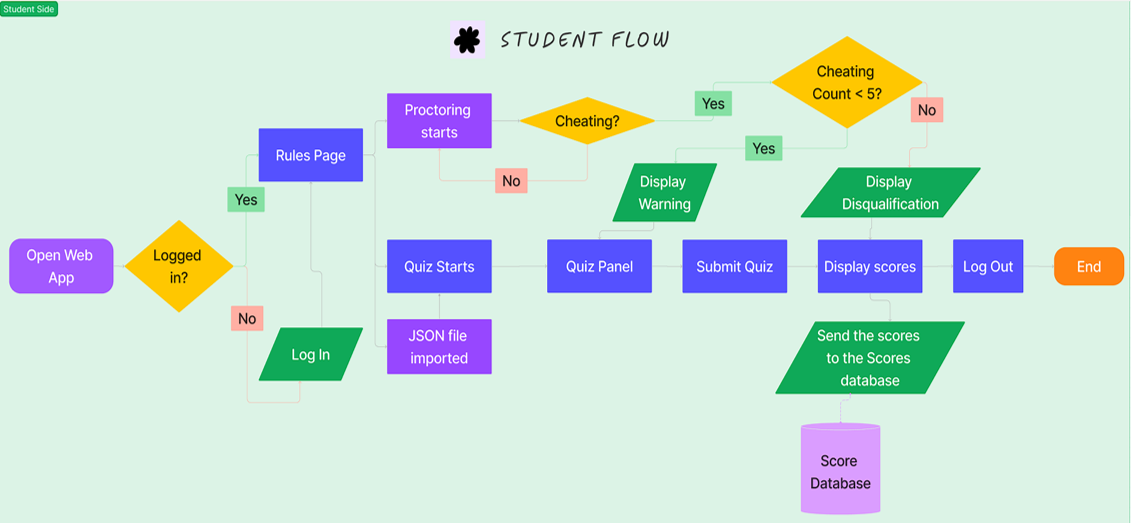 Student Side
STUDENT FLOW
Open Web
App
Logged
in?
Yes
No
Rules Page
Log In
Proctoring
starts
Cheating?
No
Yes
Cheating
Count < 5?
Yes
No
Display
Warning
Display
Disqualification
Quiz Starts
JSON file
imported
Quiz Panel
Submit Quiz
Display scores
Log Out
End
Send the scores
to the Scores
database
Score
Database